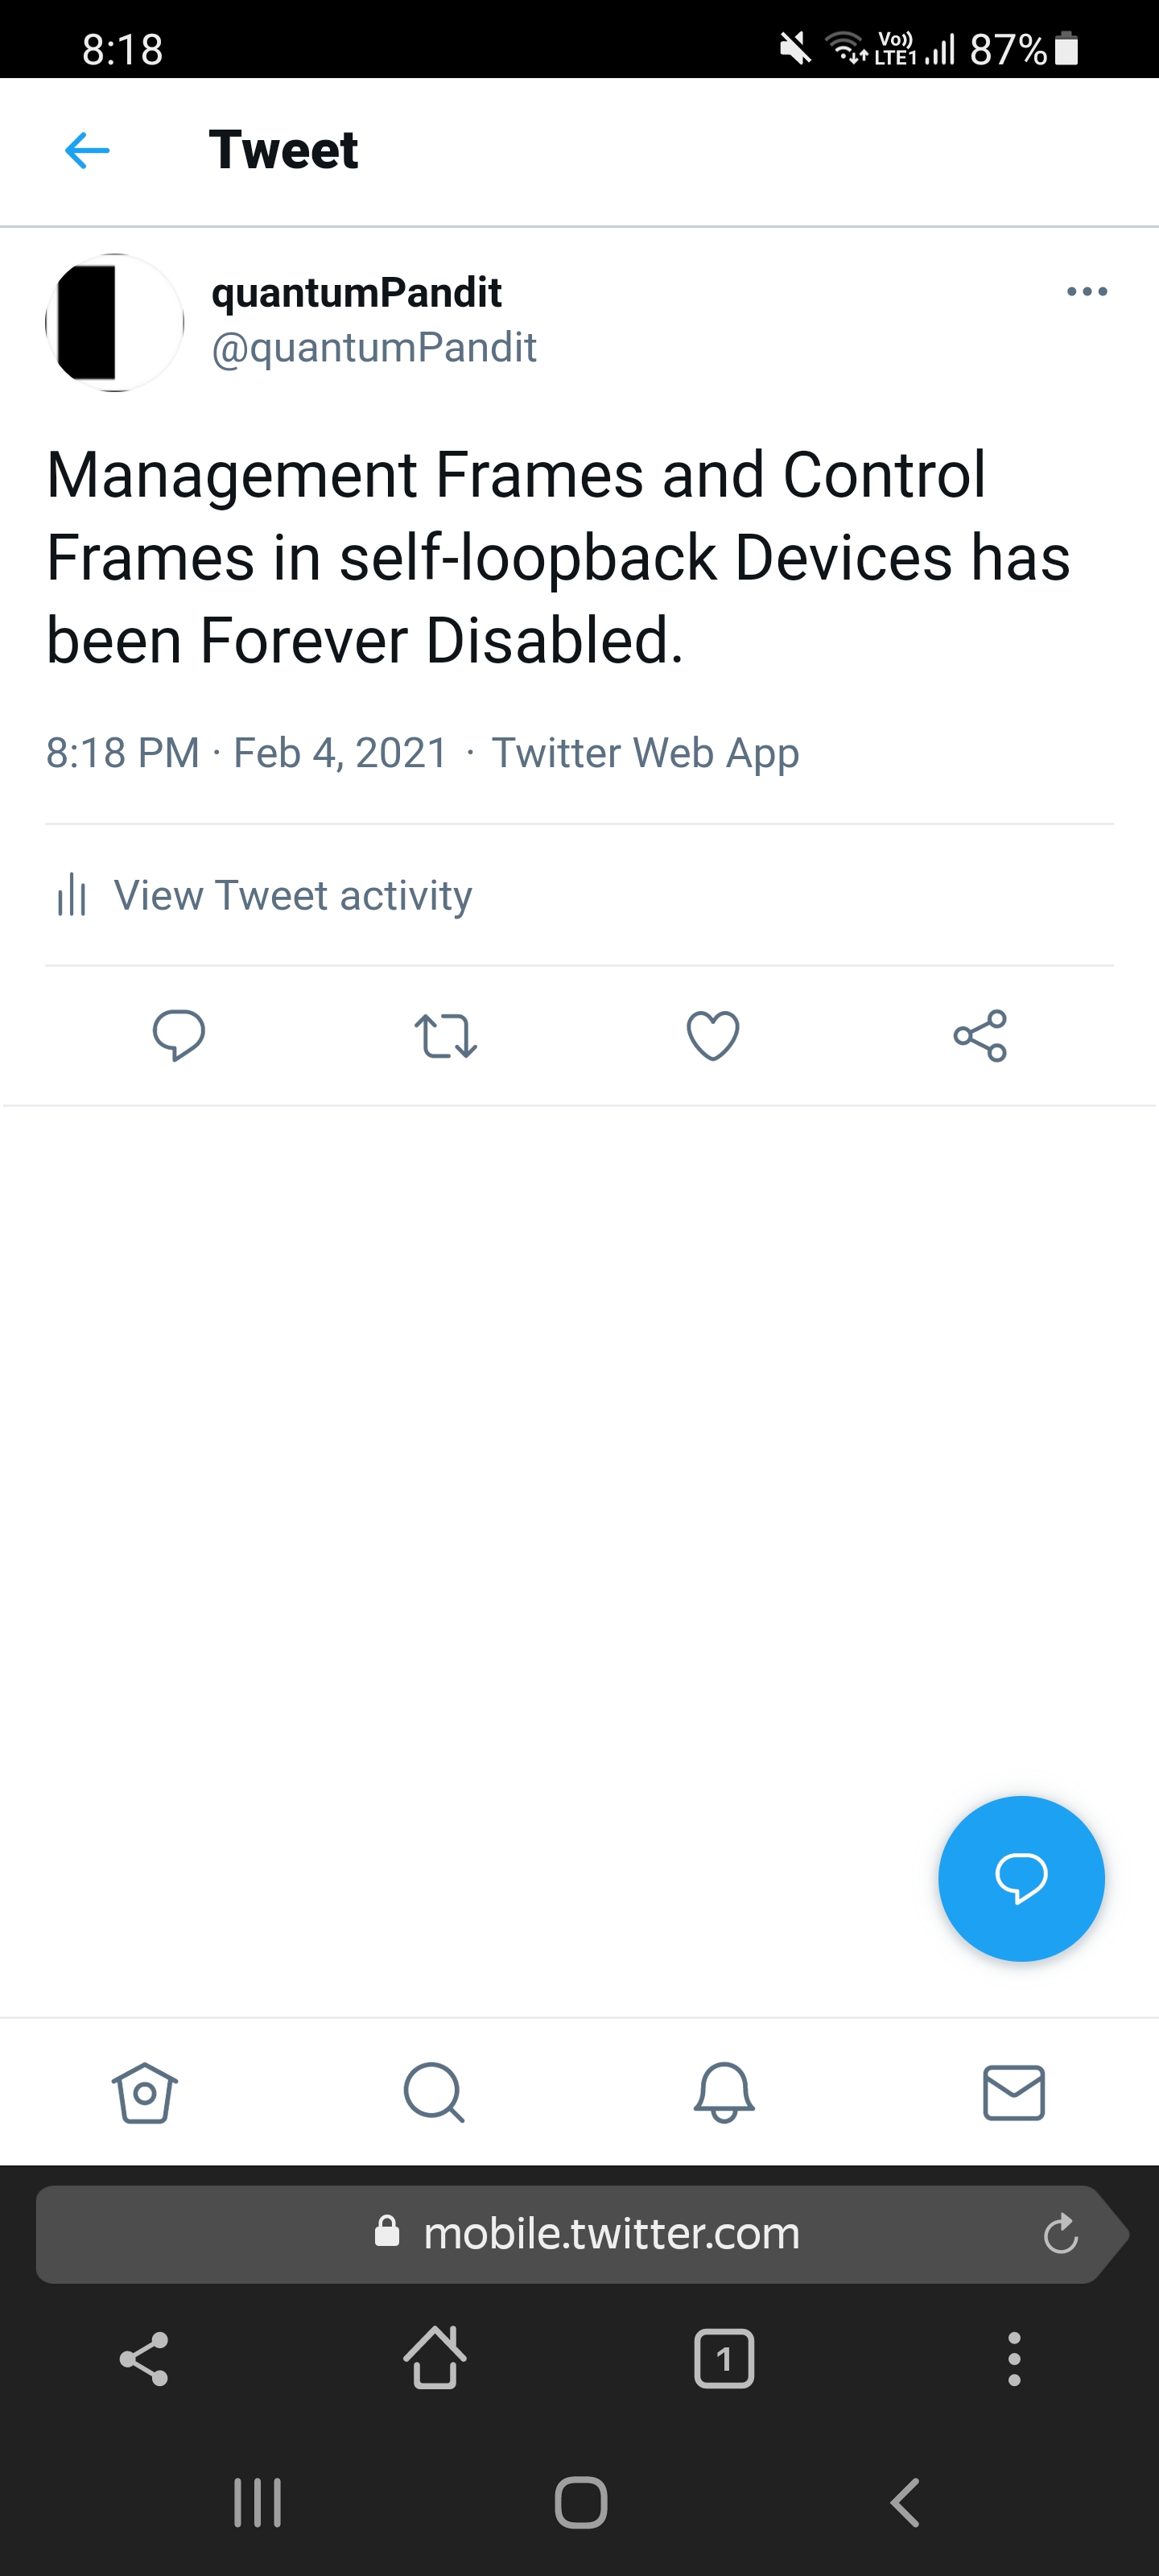 8:18
Vo)) LTE1 87%
Tweet
quantumPandit
@quantumPandit
Management Frames and Control
Frames in self-loopback Devices has
been Forever Disabled.
8:18 PM · Feb 4, 2021 · Twitter Web App
View Tweet activity
mobile.twitter.com
1